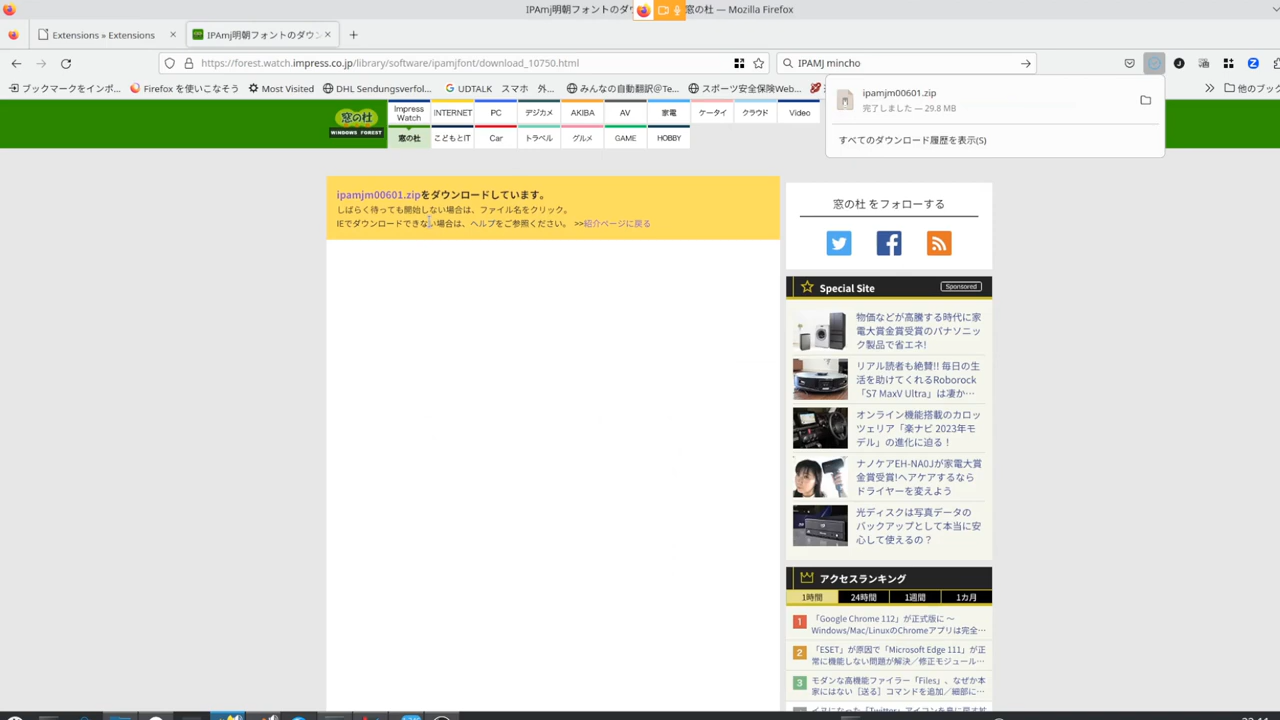 IPAmj明朝フォントのダ
窓の杜 — Mozilla Firefox
Extensions » Extensions
IPAmj明朝フォントのダウン
https://forest.watch.impress.co.jp/library/software/ipamjfont/download_10750.html
IPAMJ mincho
ブックマークをインポ...
Firefox を使いこなそう
Most Visited
DHL Sendungsverfol...
UDTALK
スマホ 外...
みんなの自動翻訳@Te...
スポーツ安全保険Web...
他のブック
ipamjm00601.zip
完了しました — 29.8 MB
すべてのダウンロード履歴を表示(S)
窓の杜
WINDOWS FOREST
Impress Watch
INTERNET
PC
デジカメ
AKIBA
AV
家電
ケータイ
クラウド
Video
窓の杜
こどもとIT
Car
トラベル
グルメ
GAME
HOBBY
ipamjm00601.zipをダウンロードしています。
しばらく待っても開始しない場合は、ファイル名をクリック。
IEでダウンロードできない場合は、ヘルプをご参照ください。 >>紹介ページに戻る
窓の杜 をフォローする
Special Site
Sponsored
物価などが高騰する時代に家
電大賞金賞受賞のパナソニッ
ク製品で省エネ!
リアル読者も絶賛!! 毎日の生
活を助けてくれるRoborock
「S7 MaxV Ultra」は凄か…
オンライン機能搭載のカロッ
ツェリア「楽ナビ 2023年モ
デル」の進化に迫る！
ナノケアEH-NA0Jが家電大賞
金賞受賞!ヘアケアするなら
ドライヤーを変えよう
光ディスクは写真データの
バックアップとして本当に安
心して使えるの？
アクセスランキング
1時間
24時間
1週間
1カ月
1
「Google Chrome 112」が正式版に ～
Windows/Mac/LinuxのChromeアプリは完全…
2
「ESET」が原因で「Microsoft Edge 111」が正
常に機能しない問題が解決／修正モジュール…
3
モダンな高機能ファイラー「Files」、なぜか本
家にはない［送る］コマンドを追加／細部に…